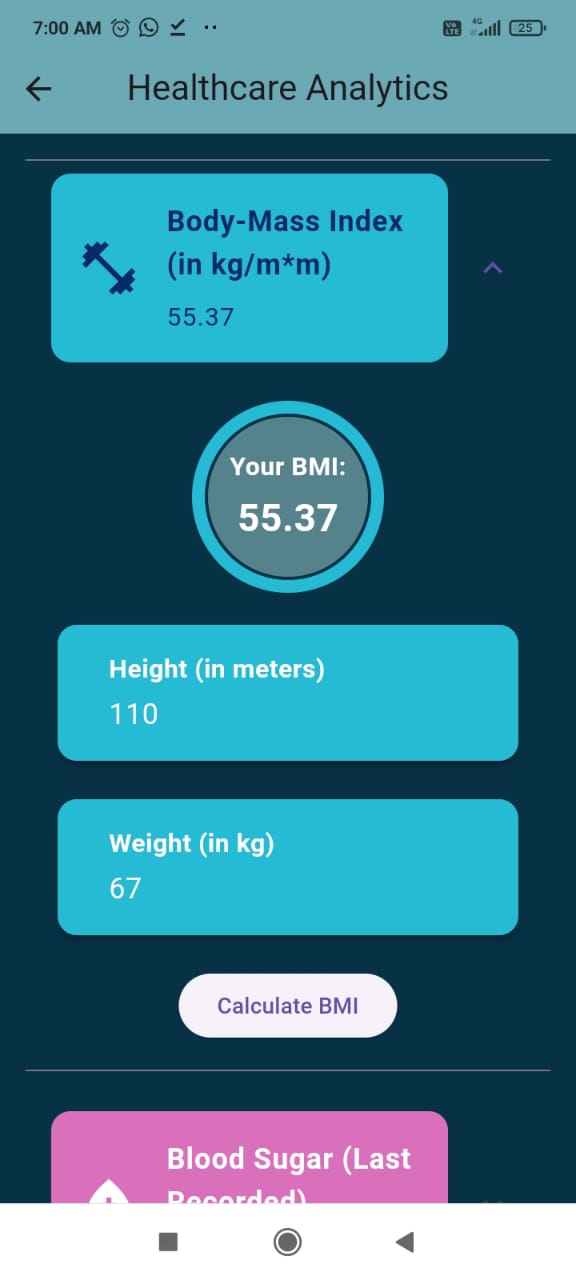 7:00 AM
Vo LTE 4G 25
Healthcare Analytics
Body-Mass Index
(in kg/m*m)
55.37
Your BMI:
55.37
Height (in meters)
110
Weight (in kg)
67
Calculate BMI
Blood Sugar (Last
Recorded)